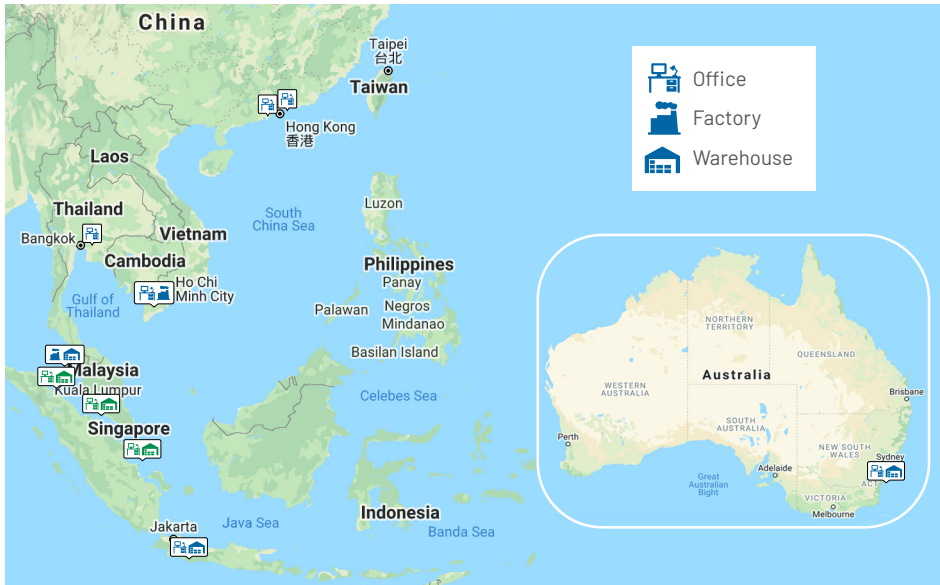 China
Taipei
台北
Taiwan
Hong Kong
香港
Laos
Thailand
Bangkok
Vietnam
Cambodia
Ho Chi
Minh City
Gulf of
Thailand
South
China Sea
Luzon
Philippines
Panay
Negros
Palawan
Mindanao
Basilan Island
Malaysia
Kuala Lumpur
Singapore
Celebes Sea
Indonesia
Jakarta
Java Sea
Banda Sea
Office
Factory
Warehouse
NORTHERN
TERRITORY
QUEENSLAND
Australia
WESTERN
AUSTRALIA
Brisbane
SOUTH
AUSTRALIA
Perth
NEW SOUTH
WALES
Sydney
Adelaide
ACT
Great
Australian
Bight
VICTORIA
Melbourne